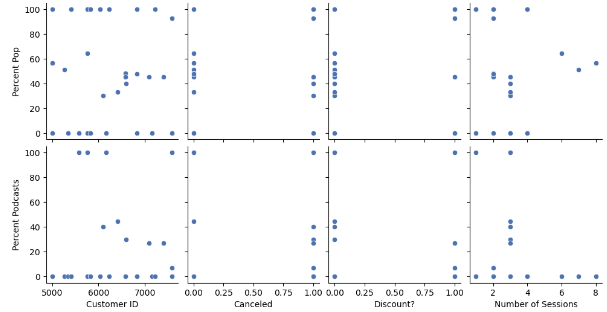 Percent Pop
100
80
60
40
20
0
Percent Podcasts
100
80
60
40
20
0
5000 6000 7000
Customer ID
0.00 0.25 0.50 0.75 1.00
Canceled
0.00 0.25 0.50 0.75 1.00
Discount?
2 4 6 8
Number of Sessions